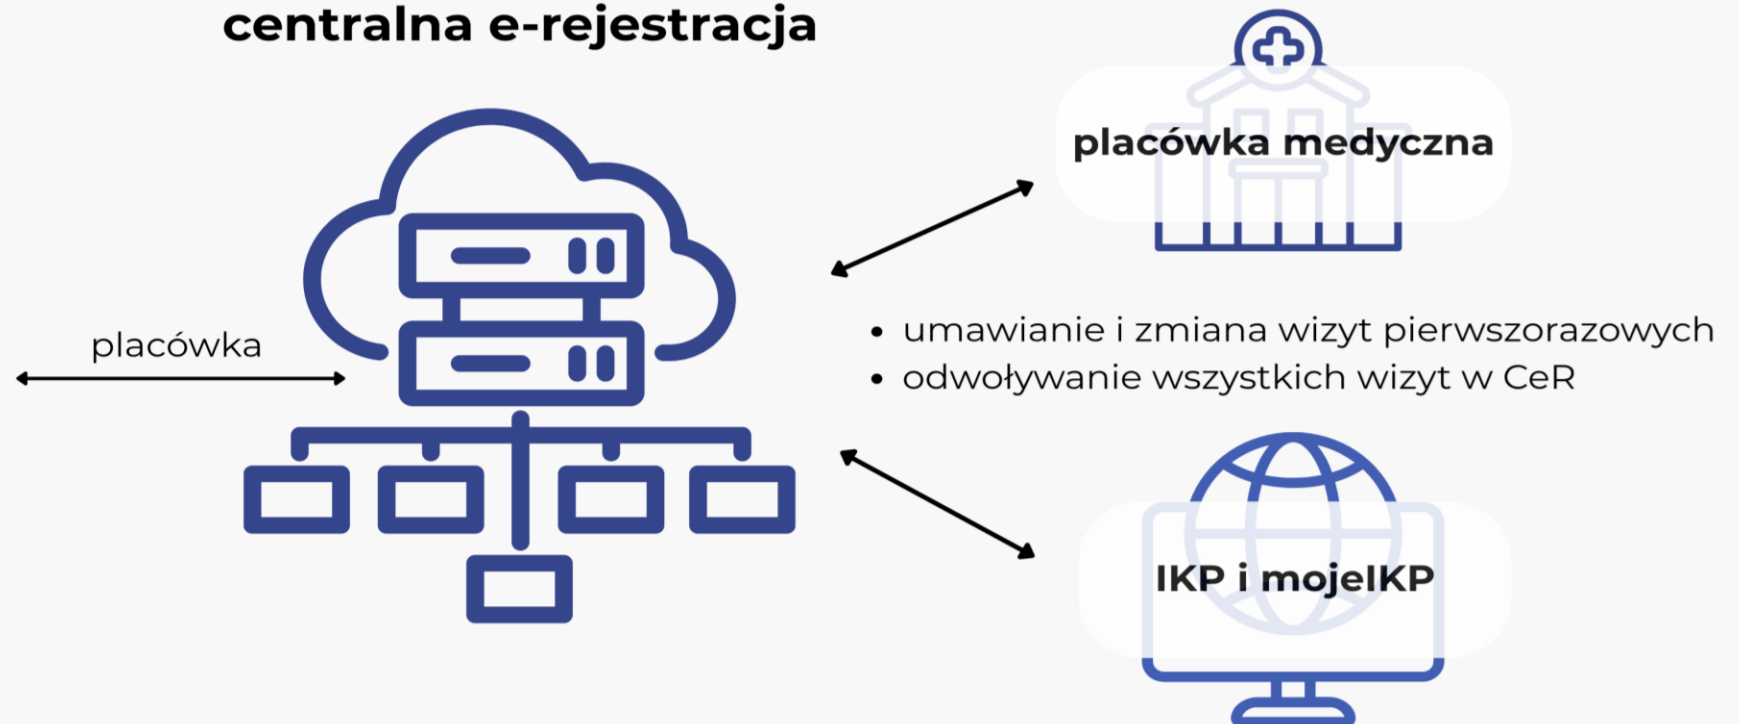 centralna e-rejestracja
placówka medyczna
placówka
• umawianie i zmiana wizyt pierwszorazowych
• odwoływanie wszystkich wizyt w CeR
IKP i mojeIKP